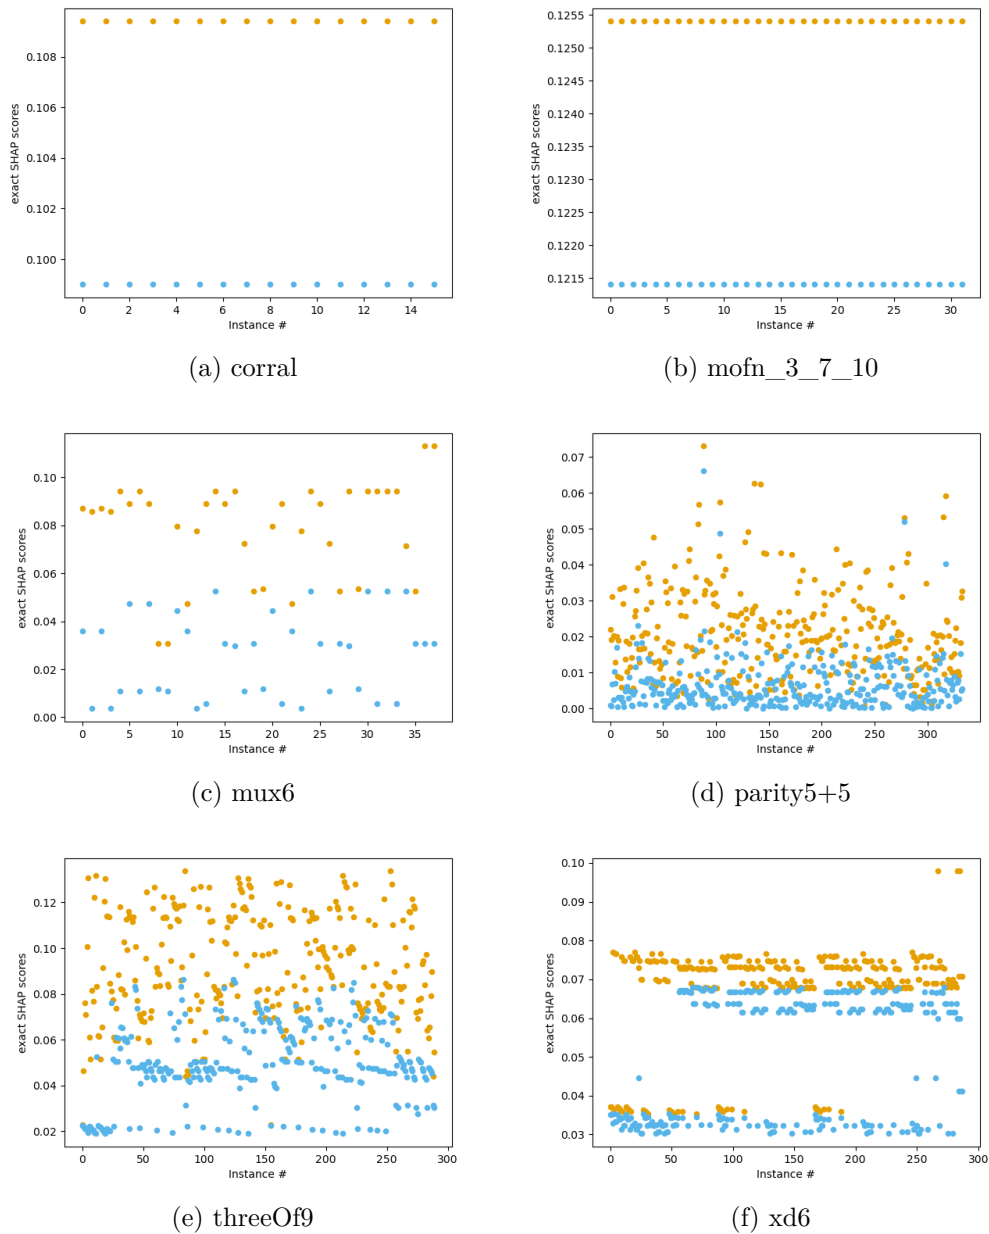 exact SHAP scores
0.108
0.106
0.104
0.102
0.100
0 2 4 6 8 10 12 14
Instance #
(a) corral
exact SHAP scores
0.1255
0.1250
0.1245
0.1240
0.1235
0.1230
0.1225
0.1220
0.1215
0 5 10 15 20 25 30
Instance #
(b) mofn_3_7_10
exact SHAP scores
0.10
0.08
0.06
0.04
0.02
0.00
0 5 10 15 20 25 30 35
Instance #
(c) mux6
exact SHAP scores
0.07
0.06
0.05
0.04
0.03
0.02
0.01
0.00
0 50 100 150 200 250 300
Instance #
(d) parity5+5
exact SHAP scores
0.12
0.10
0.08
0.06
0.04
0.02
0 50 100 150 200 250 300
Instance #
(e) threeOf9
exact SHAP scores
0.10
0.09
0.08
0.07
0.06
0.05
0.04
0.03
0 50 100 150 200 250 300
Instance #
(f) xd6